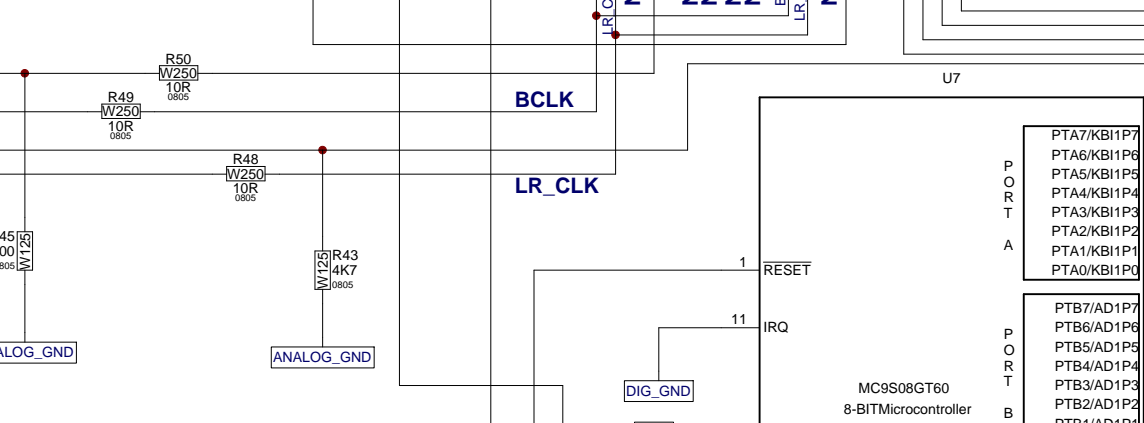 R50
W250
10R
0805
R49
W250
10R
0805
BCLK
R48
W250
10R
0805
LR_CLK
W125
R43
4K7
W125
0805
ANALOG_GND
U7
1
RESET
11
IRQ
DIG_GND
MC9S08GT60
8-BITMicrocontroller
PORT A
PTA7/KBI1P7
PTA6/KBI1P6
PTA5/KBI1P5
PTA4/KBI1P4
PTA3/KBI1P3
PTA2/KBI1P2
PTA1/KBI1P1
PTA0/KBI1P0
PORT B
PTB7/AD1P7
PTB6/AD1P6
PTB5/AD1P5
PTB4/AD1P4
PTB3/AD1P3
PTB2/AD1P2